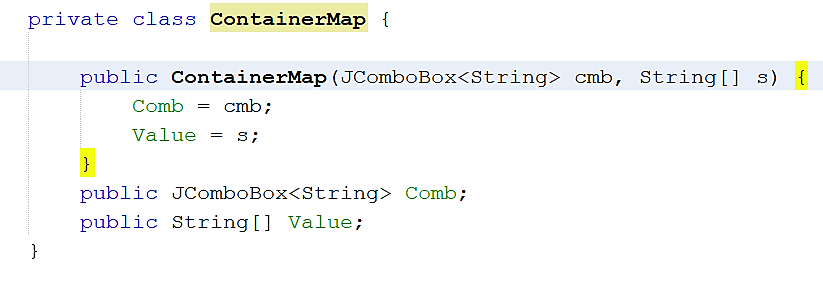 private class ContainerMap {
public ContainerMap(JComboBox<String> cmb, String[] s) {
Comb = cmb;
Value = s;
}
public JComboBox<String> Comb;
public String[] Value;
}